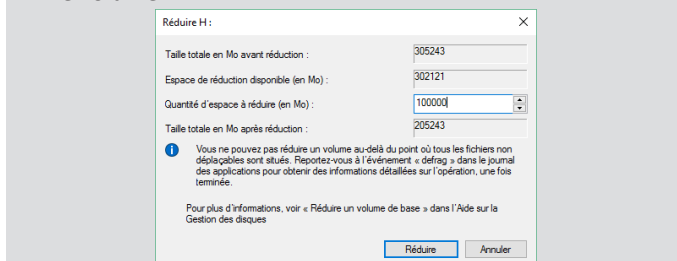 Réduire H :
Taille totale en Mo avant réduction :
305243
Espace de réduction disponible (en Mo) :
302121
Quantité d'espace à réduire (en Mo) :
100000
Taille totale en Mo après réduction :
205243
Vous ne pouvez pas réduire un volume au-delà du point où tous les fichiers non
déplaçables sont situés. Reportez-vous à l'événement « defrag » dans le journal
des applications pour obtenir des informations détaillées sur l'opération, une fois
terminée.
Pour plus d'informations, voir « Réduire un volume de base » dans l'Aide sur la
Gestion des disques
Réduire
Annuler